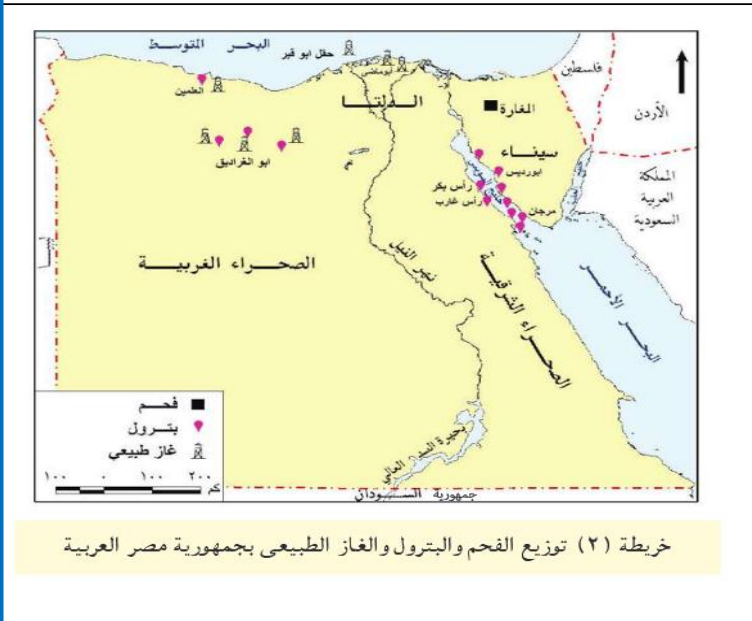 البحر المتوسط
حقل ابو قير
ابوماضى
العلمين
الدلتا
فلسطين
الأردن
المغارة
سيناء
ابو الغراديق
ابورديس
رأس بكر
رأس غارب
مرجان
المملكة
العربية
السعودية
الصحراء الغربية
نهر النيل
الصحراء الشرقية
البحر الأحمر
بحيرة السد العالي
جمهورية السودان
فحم
بترول
غاز طبيعي
١٠٠ ٠ ١٠٠ ٢٠٠
كم
خريطة (٢) توزيع الفحم والبترول والغاز الطبيعى بجمهورية مصر العربية